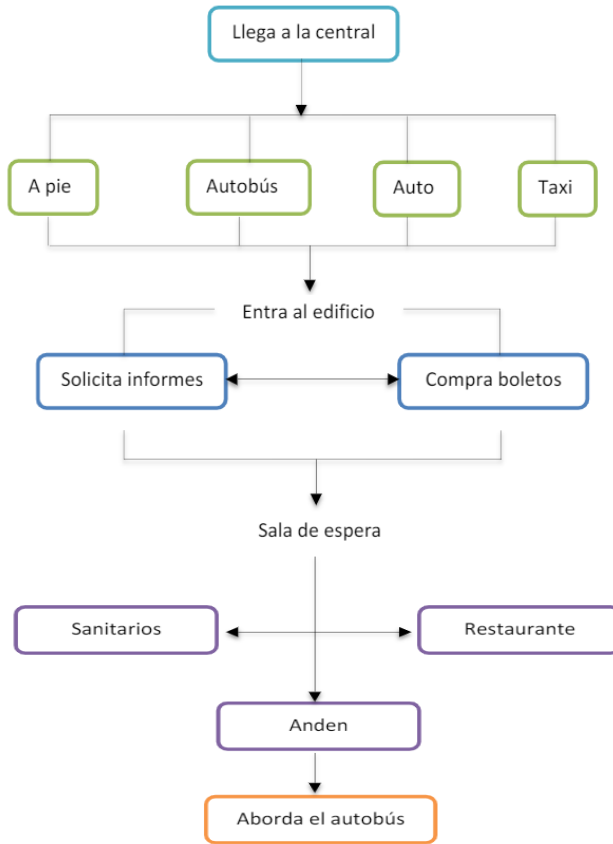 Llega a la central
A pie
Autobús
Auto
Taxi
Entra al edificio
Solicita informes
Compra boletos
Sala de espera
Sanitarios
Restaurante
Anden
Aborda el autobús